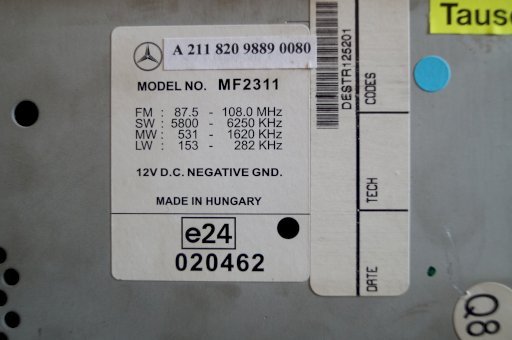 A 211 820 9889 0080
MODEL NO. MF2311
FM : 87.5 - 108.0 MHz
SW : 5800 - 6250 KHz
MW : 531 - 1620 KHz
LW : 153 - 282 KHz
12V D.C. NEGATIVE GND.
MADE IN HUNGARY
e24
020462
DESTR125201
CODES
TECH
DATE
Q8